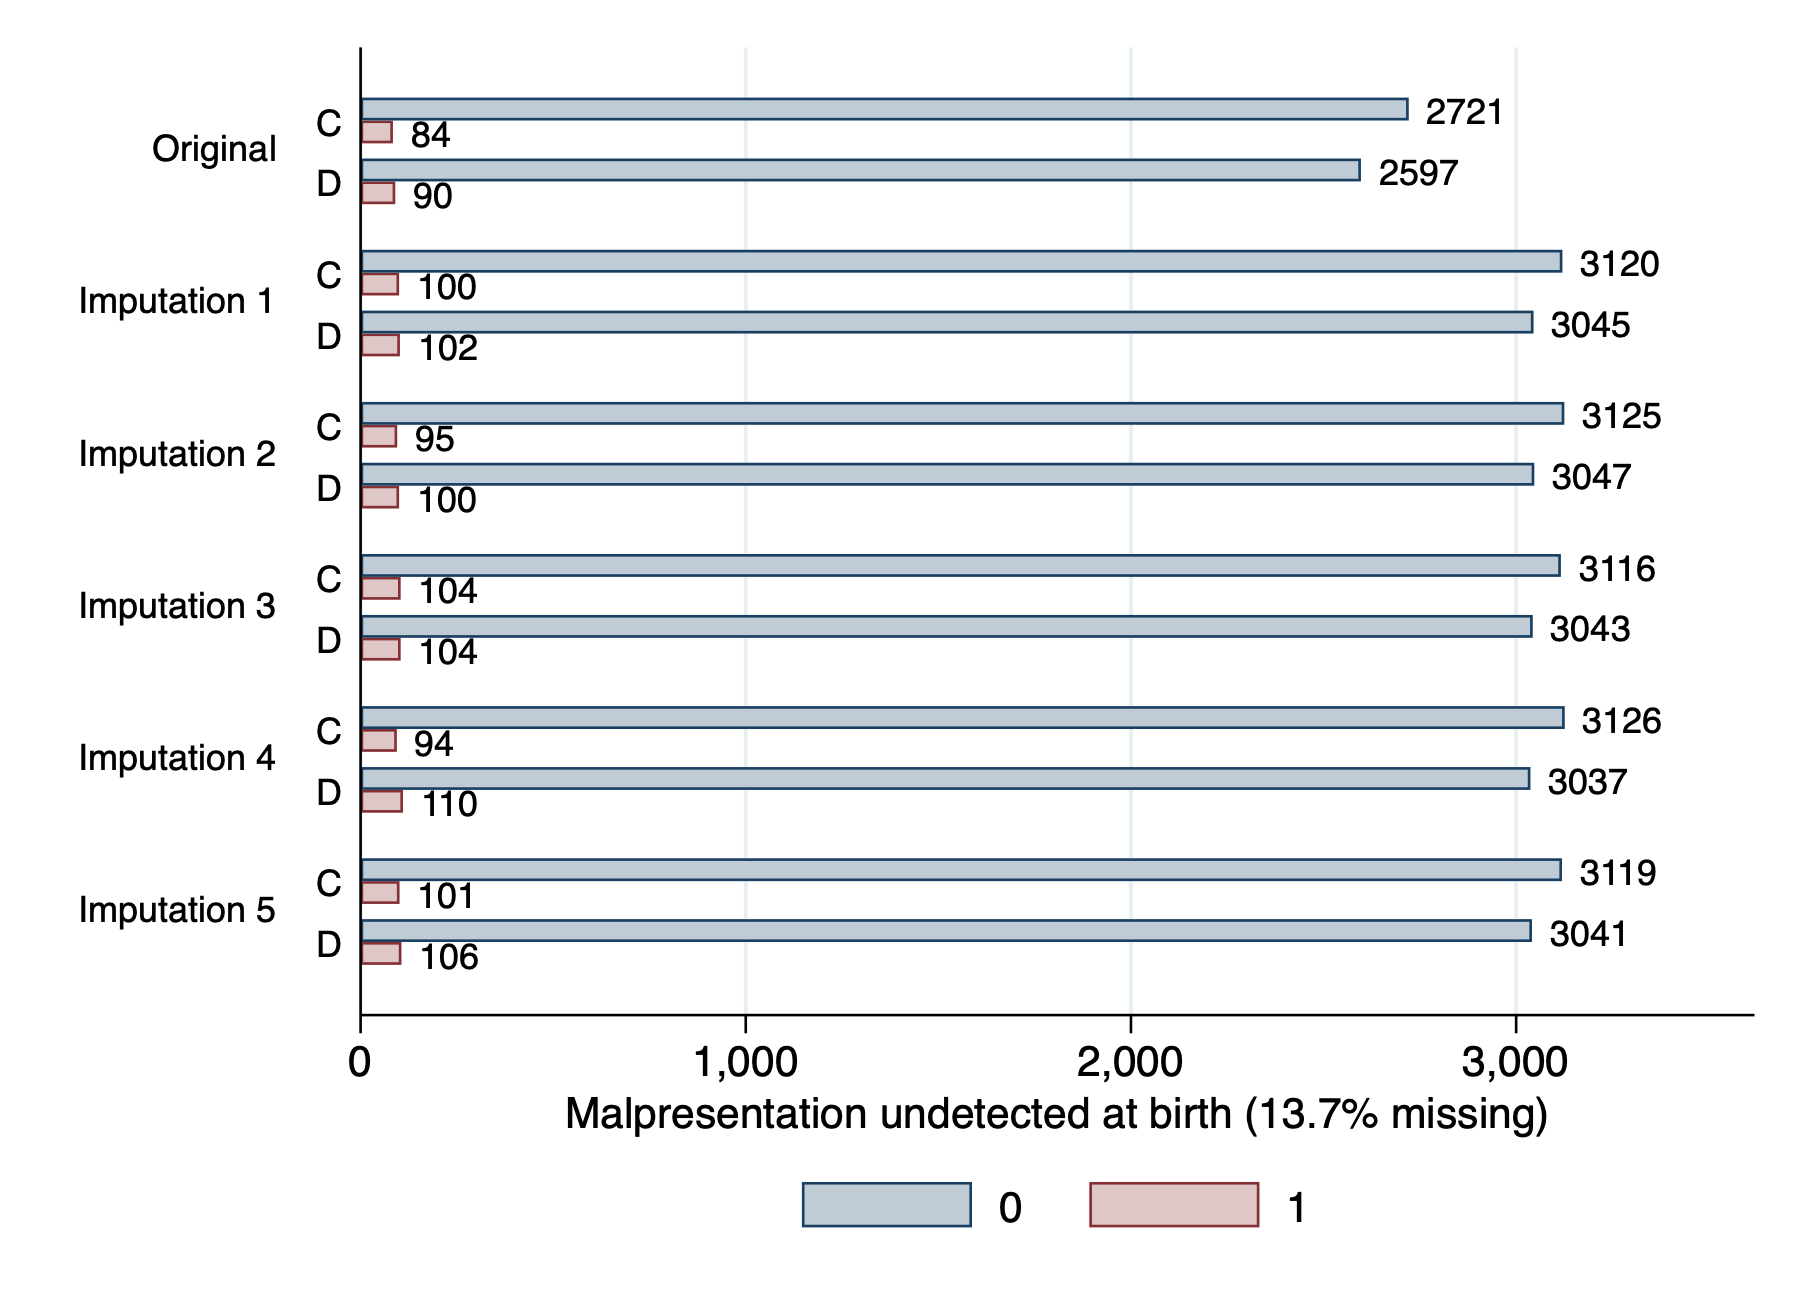 C 2721
84
Original
D 2597
90
C 3120
100
Imputation 1
D 3045
102
C 3125
95
Imputation 2
D 3047
100
C 3116
104
Imputation 3
D 3043
104
C 3126
94
Imputation 4
D 3037
110
C 3119
101
Imputation 5
D 3041
106
0 1,000 2,000 3,000
Malpresentation undetected at birth (13.7% missing)
0 1